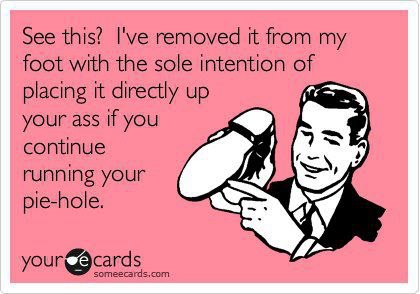 See this?  I've removed it from my
foot with the sole intention of
placing it directly up
your ass if you
continue
running your
pie-hole.
your e cards
someecards.com